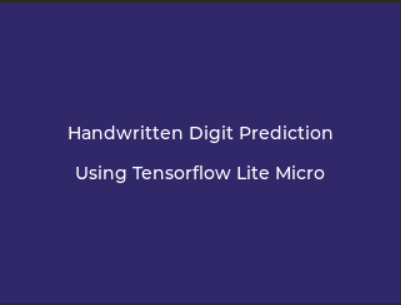 Handwritten Digit Prediction
Using Tensorflow Lite Micro